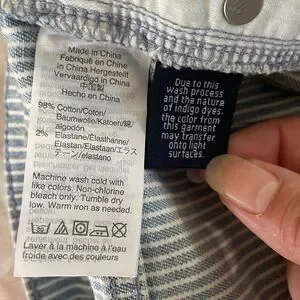 Made in China
Fabriqué en Chine
In China Hergestellt
Vervaardigd in China
中国製
Hecho en China
98% Cotton/Coton/
Baumwolle/Katoen/綿/
algodón
2% Elastane/Élasthanne/
Elastan/Elastaan/エラス
テーン/elastano
Machine wash cold with
like colors. Non-chlorine
bleach only. Tumble dry
low. Warm iron as needed.
Laver à la machine à l'eau
froide avec des couleurs
Due to this
wash process
and the nature
of indigo dyes,
the color from
this garment
may transfer
onto light
surfaces.